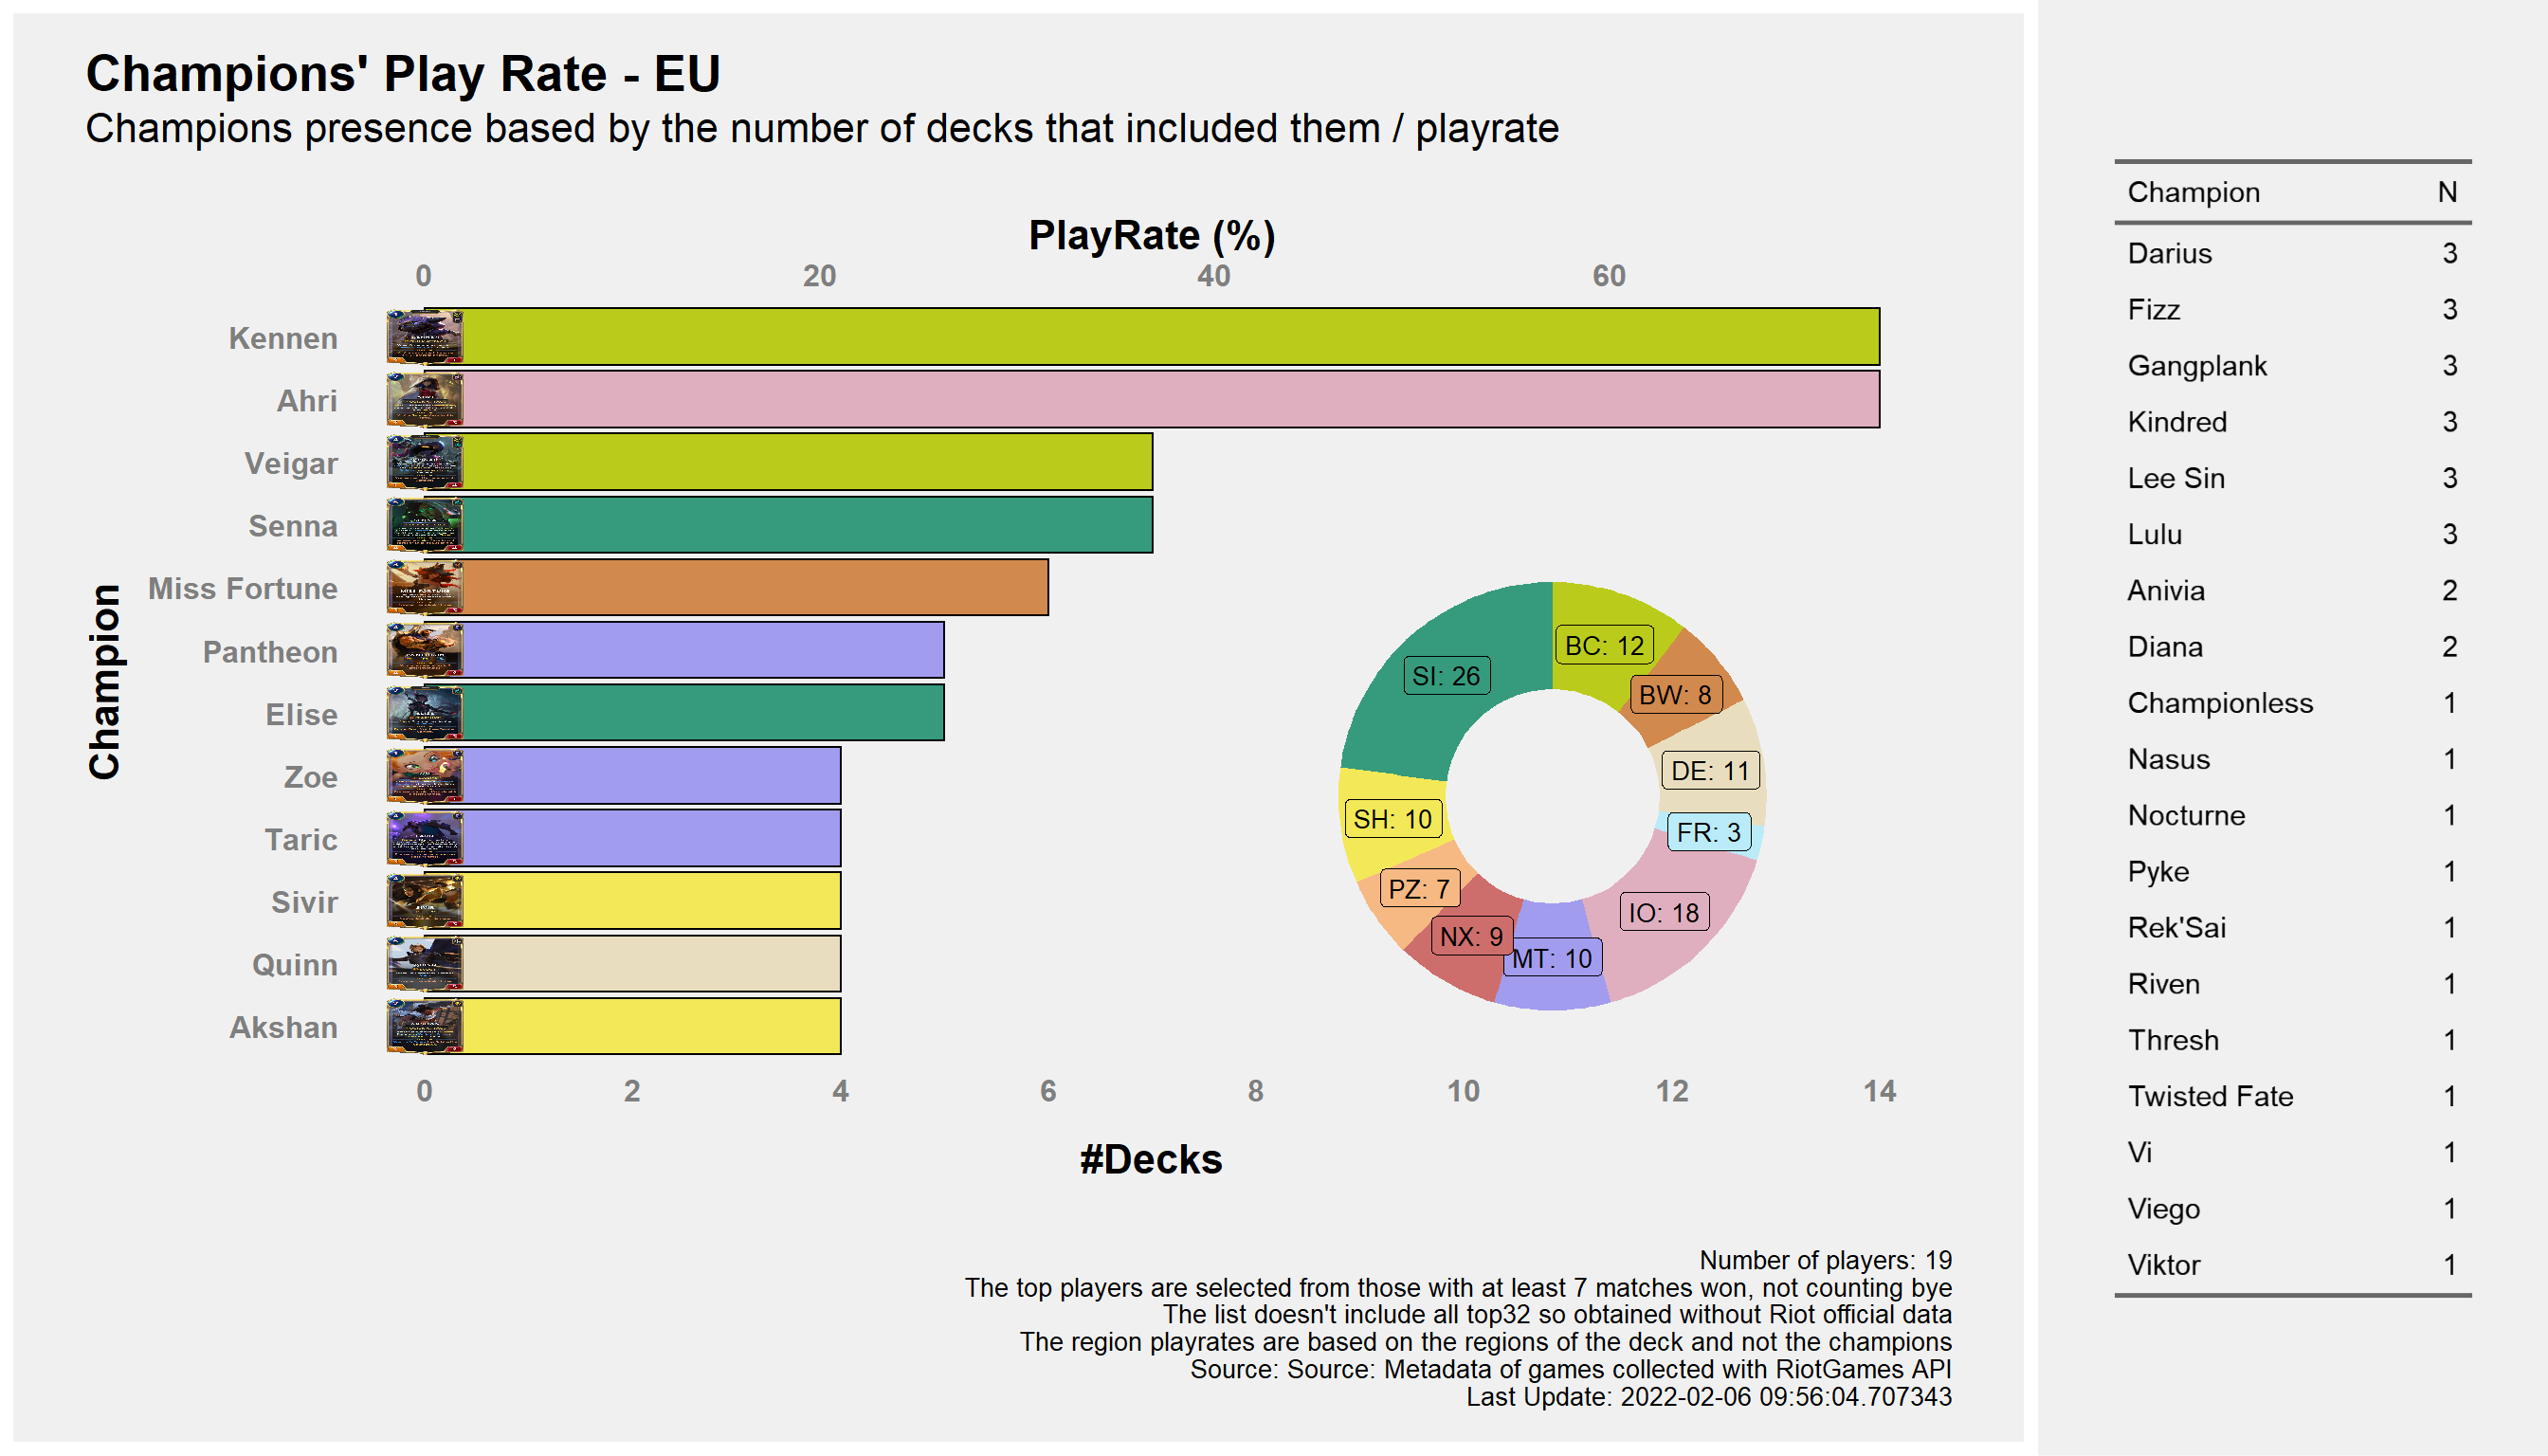 Champions' Play Rate - EU
Champions presence based by the number of decks that included them / playrate
PlayRate (%)
0 20 40 60
Kennen
Ahri
Veigar
Senna
Miss Fortune
Pantheon
Elise
Zoe
Taric
Sivir
Quinn
Akshan
Champion
BC: 12
SI: 26
BW: 8
DE: 11
SH: 10
FR: 3
PZ: 7
IO: 18
NX: 9
MT: 10
0 2 4 6 8 10 12 14
#Decks
Number of players: 19
The top players are selected from those with at least 7 matches won, not counting bye
The list doesn't include all top32 so obtained without Riot official data
The region playrates are based on the regions of the deck and not the champions
Source: Source: Metadata of games collected with RiotGames API
Last Update: 2022-02-06 09:56:04.707343
Champion N
Darius 3
Fizz 3
Gangplank 3
Kindred 3
Lee Sin 3
Lulu 3
Anivia 2
Diana 2
Championless 1
Nasus 1
Nocturne 1
Pyke 1
Rek'Sai 1
Riven 1
Thresh 1
Twisted Fate 1
Vi 1
Viego 1
Viktor 1